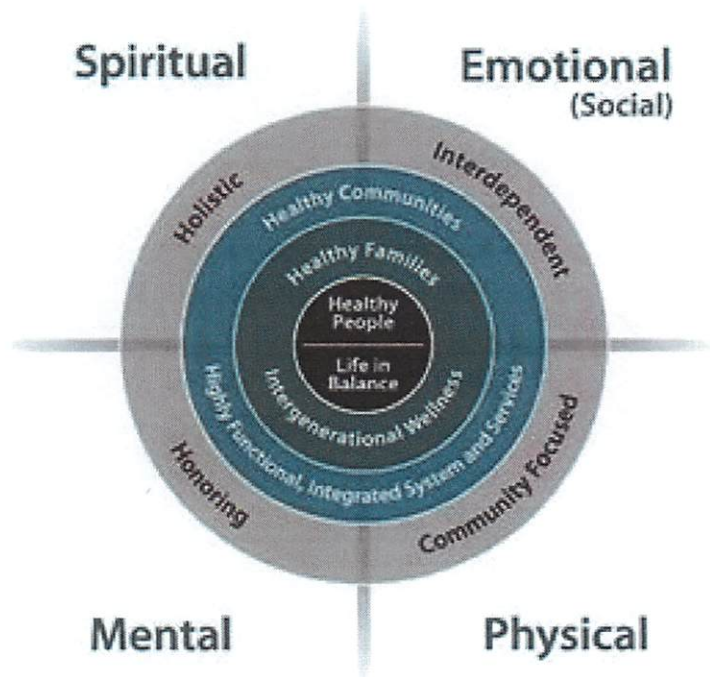 Spiritual
Emotional
(Social)
Holistic
Interdependent
Healthy Communities
Healthy Families
Healthy
People
Life in
Balance
Intergenerational Wellness
Highly Functional, Integrated System and Services
Honoring
Community Focused
Mental
Physical